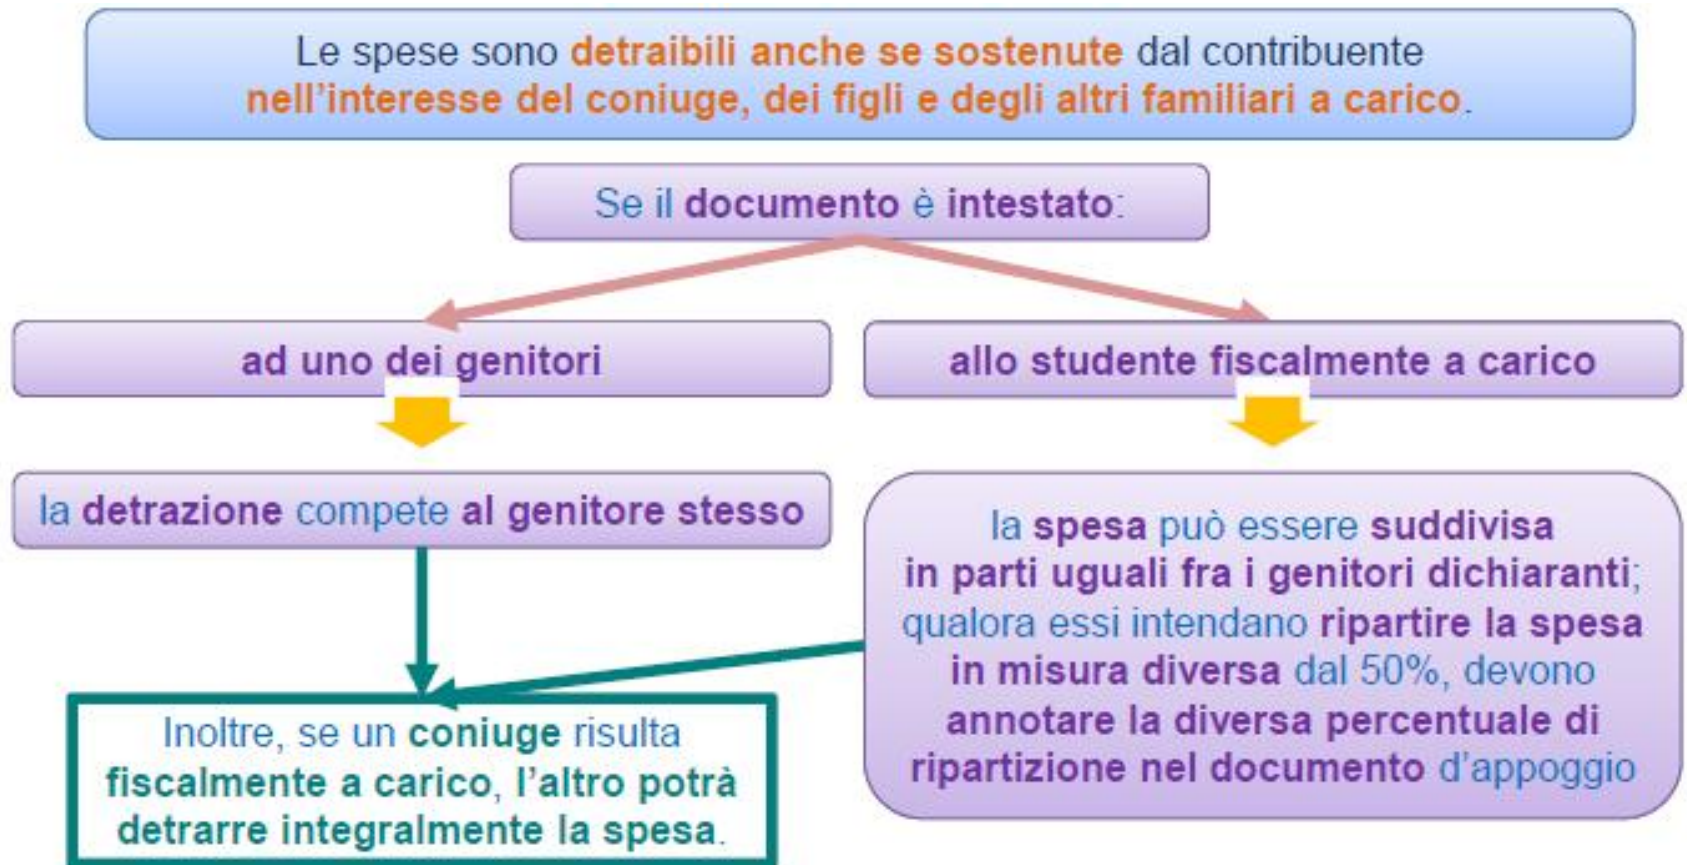 Le spese sono detraibili anche se sostenute dal contribuente
nell'interesse del coniuge, dei figli e degli altri familiari a carico.
Se il documento è intestato:
ad uno dei genitori
allo studente fiscalmente a carico
la detrazione compete al genitore stesso
la spesa può essere suddivisa
in parti uguali fra i genitori dichiaranti;
qualora essi intendano ripartire la spesa
in misura diversa dal 50%, devono
annotare la diversa percentuale di
ripartizione nel documento d'appoggio
Inoltre, se un coniuge risulta
fiscalmente a carico, l'altro potrà
detrarre integralmente la spesa.